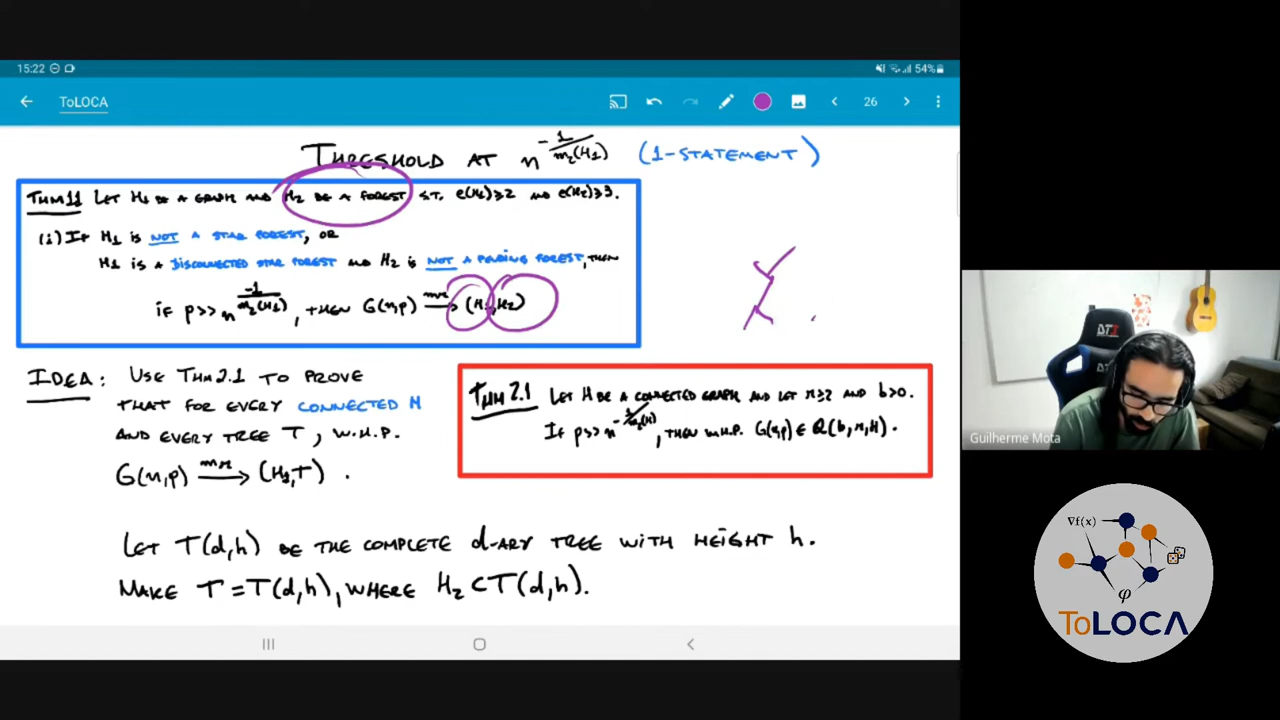 15:22
54%
ToLOCA
26
THRESHOLD AT n^{-1/m₂(H₁)} (1-STATEMENT)
THM 1.1 LET H₁ BE A GRAPH AND H₂ BE A FOREST S.T. e(H₁)≥2 AND e(H₂)≥3.
(i) IF H₁ IS NOT A STAR FOREST, OR
H₁ IS A DISCONNECTED STAR FOREST AND H₂ IS NOT A FOREST, THEN
IF p>>n^{-1/m₂(H₁)}, THEN G(n,p) → (H₁,H₂)
IDEA: USE THM 2.1 TO PROVE
THAT FOR EVERY CONNECTED H
AND EVERY TREE T, W.H.P.
G(n,p) → (H₁,T).
THM 2.1 LET H BE A CONNECTED GRAPH AND LET r≥2 AND b>0.
IF p>>n^{-1/m₂(H)}, THEN W.H.P. G(n,p) ∈ R(b,r,H).
LET T(d,h) BE THE COMPLETE d-ARY TREE WITH HEIGHT h.
MAKE T=T(d,h), WHERE H₂⊂T(d,h).
DT3
Guilherme Mota
∇f(x)
φ
ToLOCA